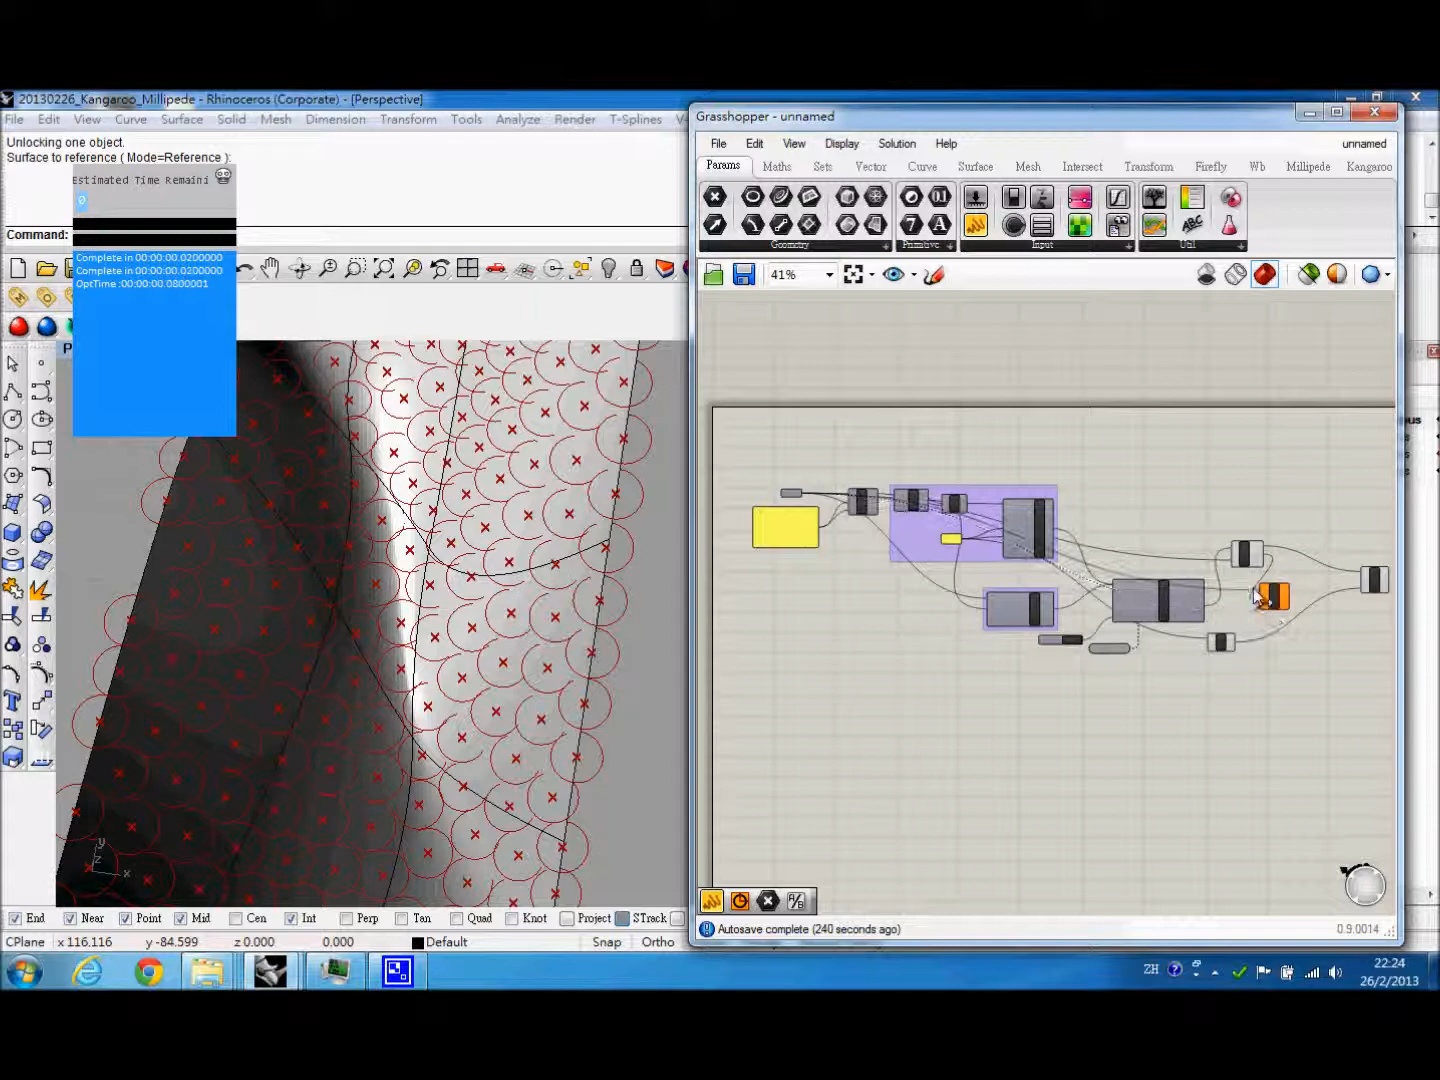 20130226_Kangaroo_Millipede - Rhinoceros (Corporate) - [Perspective]
File Edit View Curve Surface Solid Mesh Dimension Transform Tools Analyze Render T-Splines
Unlocking one object.
Surface to reference ( Mode=Reference ):
Estimated Time Remaini
0
Command:
Complete in 00:00:00.0200000
Complete in 00:00:00.0200000
OptTime :00:00:00.0800001
Grasshopper - unnamed
File Edit View Display Solution Help
unnamed
Params Maths Sets Vector Curve Surface Mesh Intersect Transform Firefly Wb Millipede Kangaroo
Geometry Primitive Input Util
41%
y
z
x
Autosave complete (240 seconds ago)
0.9.0014
End Near Point Mid Cen Int Perp Tan Quad Knot Project STrack
CPlane x 116.116 y -84.599 z 0.000 0.000 Default Snap Ortho
ZH
22:24
26/2/2013